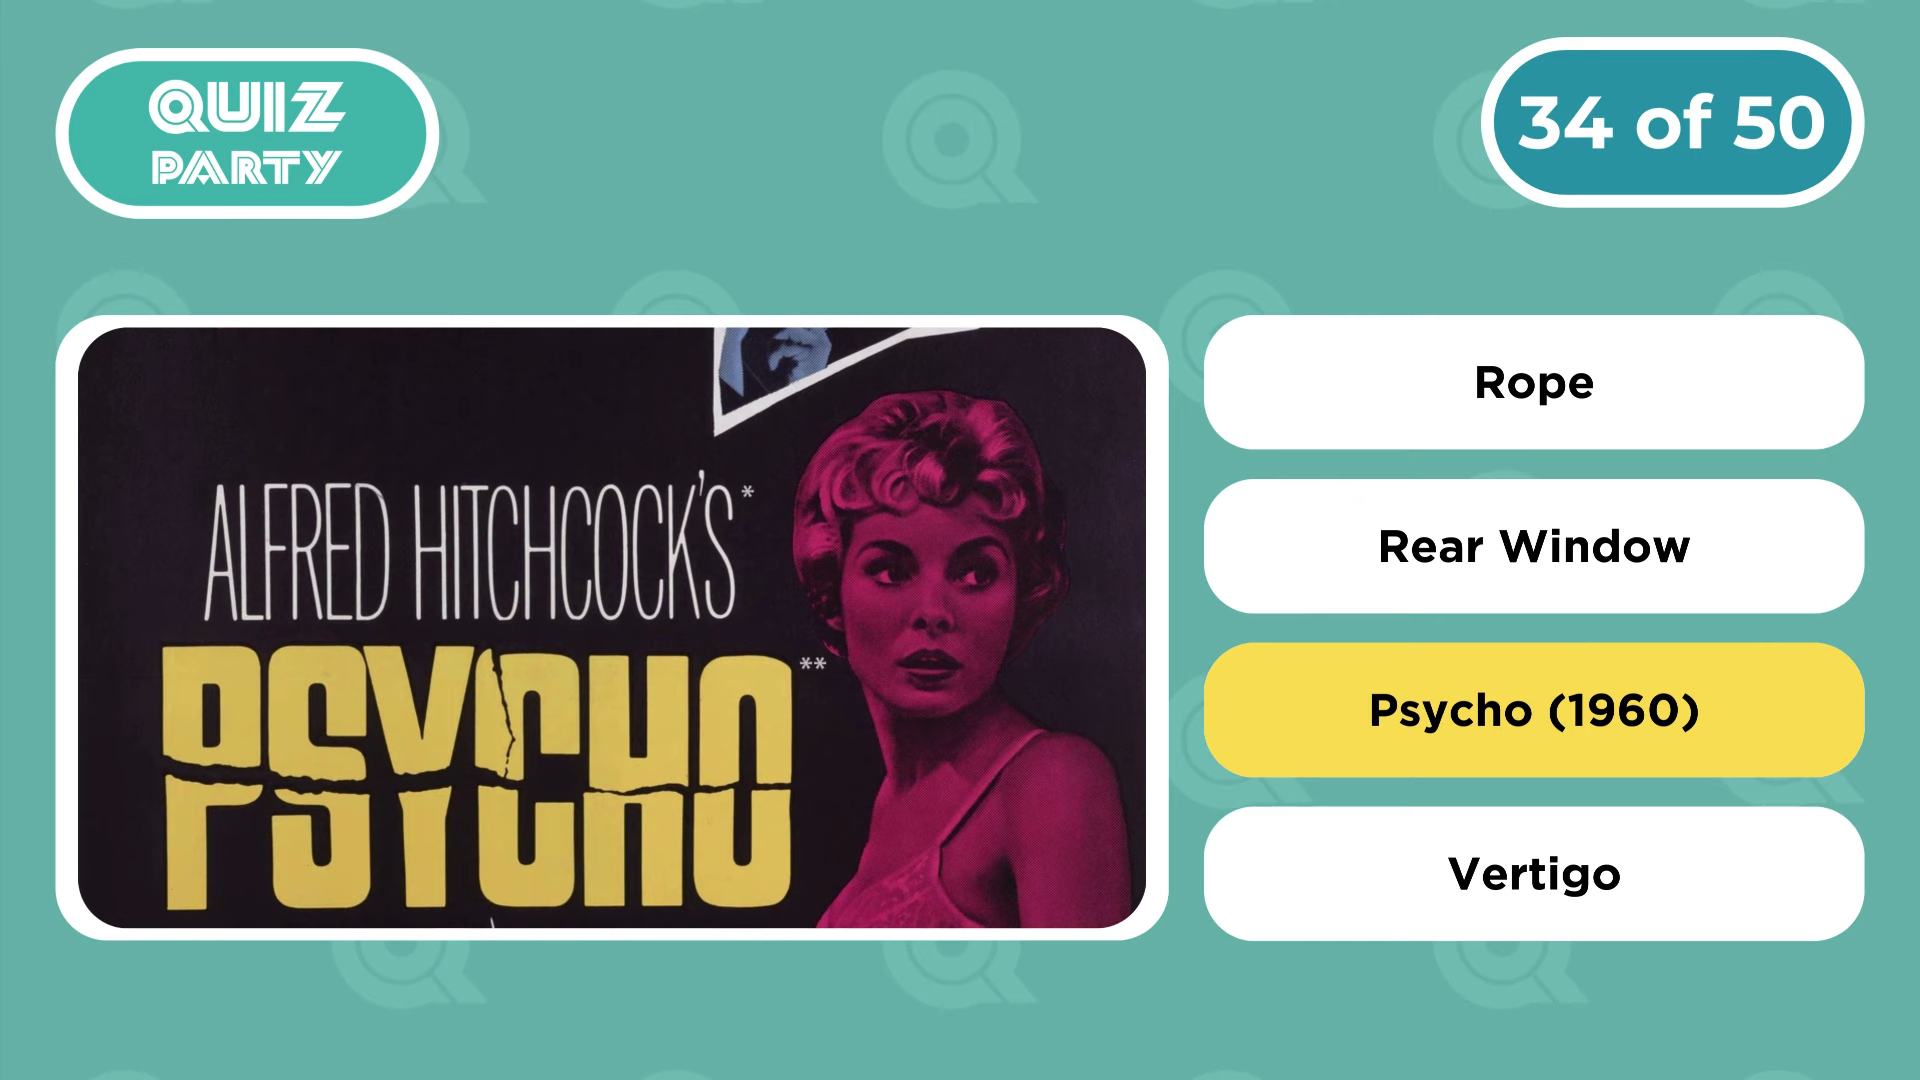 QUIZ
PARTY
34 of 50
ALFRED HITCHCOCK'S*
PSYCHO**
Rope
Rear Window
Psycho (1960)
Vertigo